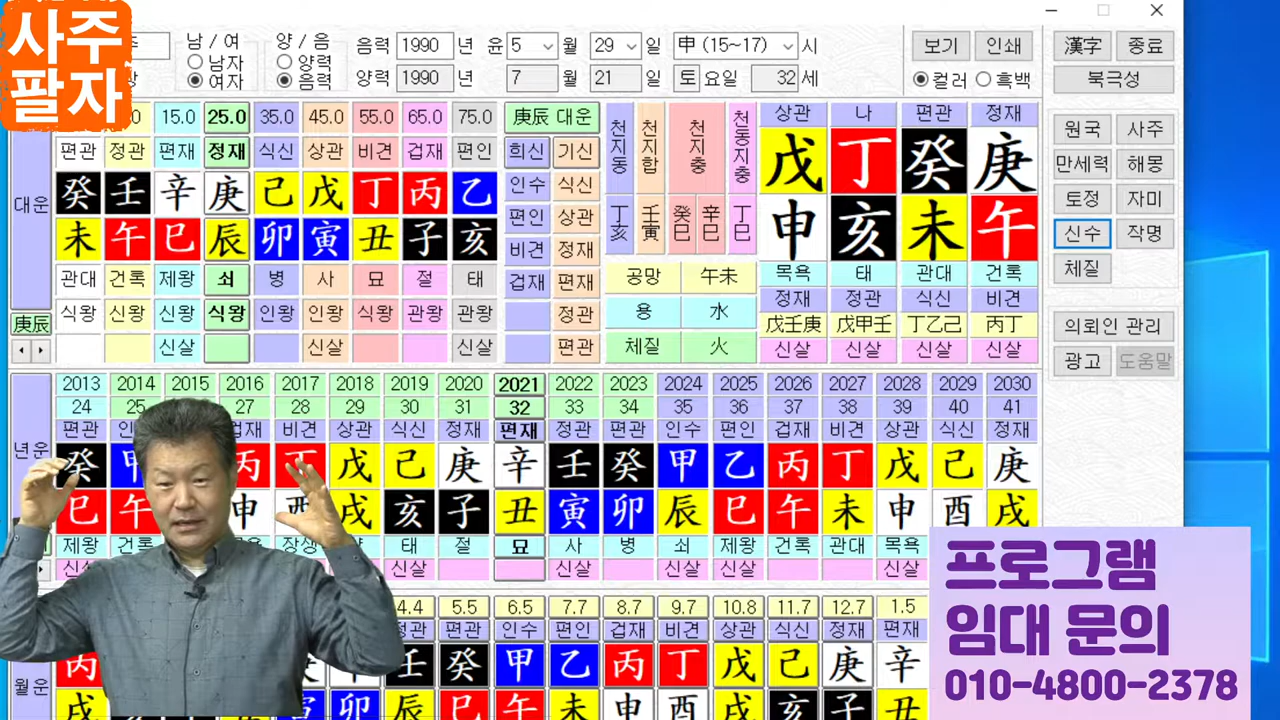 사주
팔자
남 / 여
남자
여자
양 / 음
양력
음력
음력 1990 년 윤 5 월 29 일 申 (15~17) 시
양력 1990 년 7 월 21 일 토 요일 32 세
보기 인쇄
컬러 흑백
漢字 종료
북극성
원국 사주
만세력 해몽
토정 자미
신수 작명
체질
의뢰인 관리
광고 도움말
대운
15.0 25.0 35.0 45.0 55.0 65.0 75.0
편관 정관 편재 정재 식신 상관 비견 겁재 편인
癸 壬 辛 庚 己 戊 丁 丙 乙
未 午 巳 辰 卯 寅 丑 子 亥
관대 건록 제왕 쇠 병 사 묘 절 태
식왕 신왕 신왕 식왕 인왕 인왕 식왕 관왕 관왕
신살 신살 신살
庚辰
庚辰 대운
희신 기신
인수 식신
편인 상관
비견 정재
겁재 편재
정관
편관
천지동 천지합 천지충 천동지충
丁亥 壬寅 癸巳 辛巳 丁巳
공망 午未
용 水
체질 火
상관 나 편관 정재
戊 丁 癸 庚
申 亥 未 午
목욕 태 관대 건록
정재 정관 식신 비견
戊壬庚 戊甲壬 丁乙己 丙丁
신살 신살 신살 신살
년운
2013 2014 2015 2016 2017 2018 2019 2020 2021 2022 2023 2024 2025 2026 2027 2028 2029 2030
24 25 27 28 29 30 31 32 33 34 35 36 37 38 39 40 41
편관 겁재 비견 상관 식신 정재 편재 정관 편관 인수 편인 겁재 비견 상관 식신 정재
癸 甲 丙 丁 戊 己 庚 辛 壬 癸 甲 乙 丙 丁 戊 己 庚
巳 午 申 酉 戌 亥 子 丑 寅 卯 辰 巳 午 未 申 酉 戌
제왕 건록 장생 태 절 묘 사 병 쇠 제왕 건록 관대 목욕
신살 신살 신살 신살 신살 신살
월운
4.4 5.5 6.5 7.7 8.7 9.7 10.8 11.7 12.7 1.5
정관 편관 인수 편인 겁재 비견 상관 식신 정재 편재
丙 壬 癸 甲 乙 丙 丁 戊 己 庚 辛
戌 寅 卯 辰 巳 午 未 申 酉 戌 亥 子 丑
프로그램
임대 문의
010-4800-2378